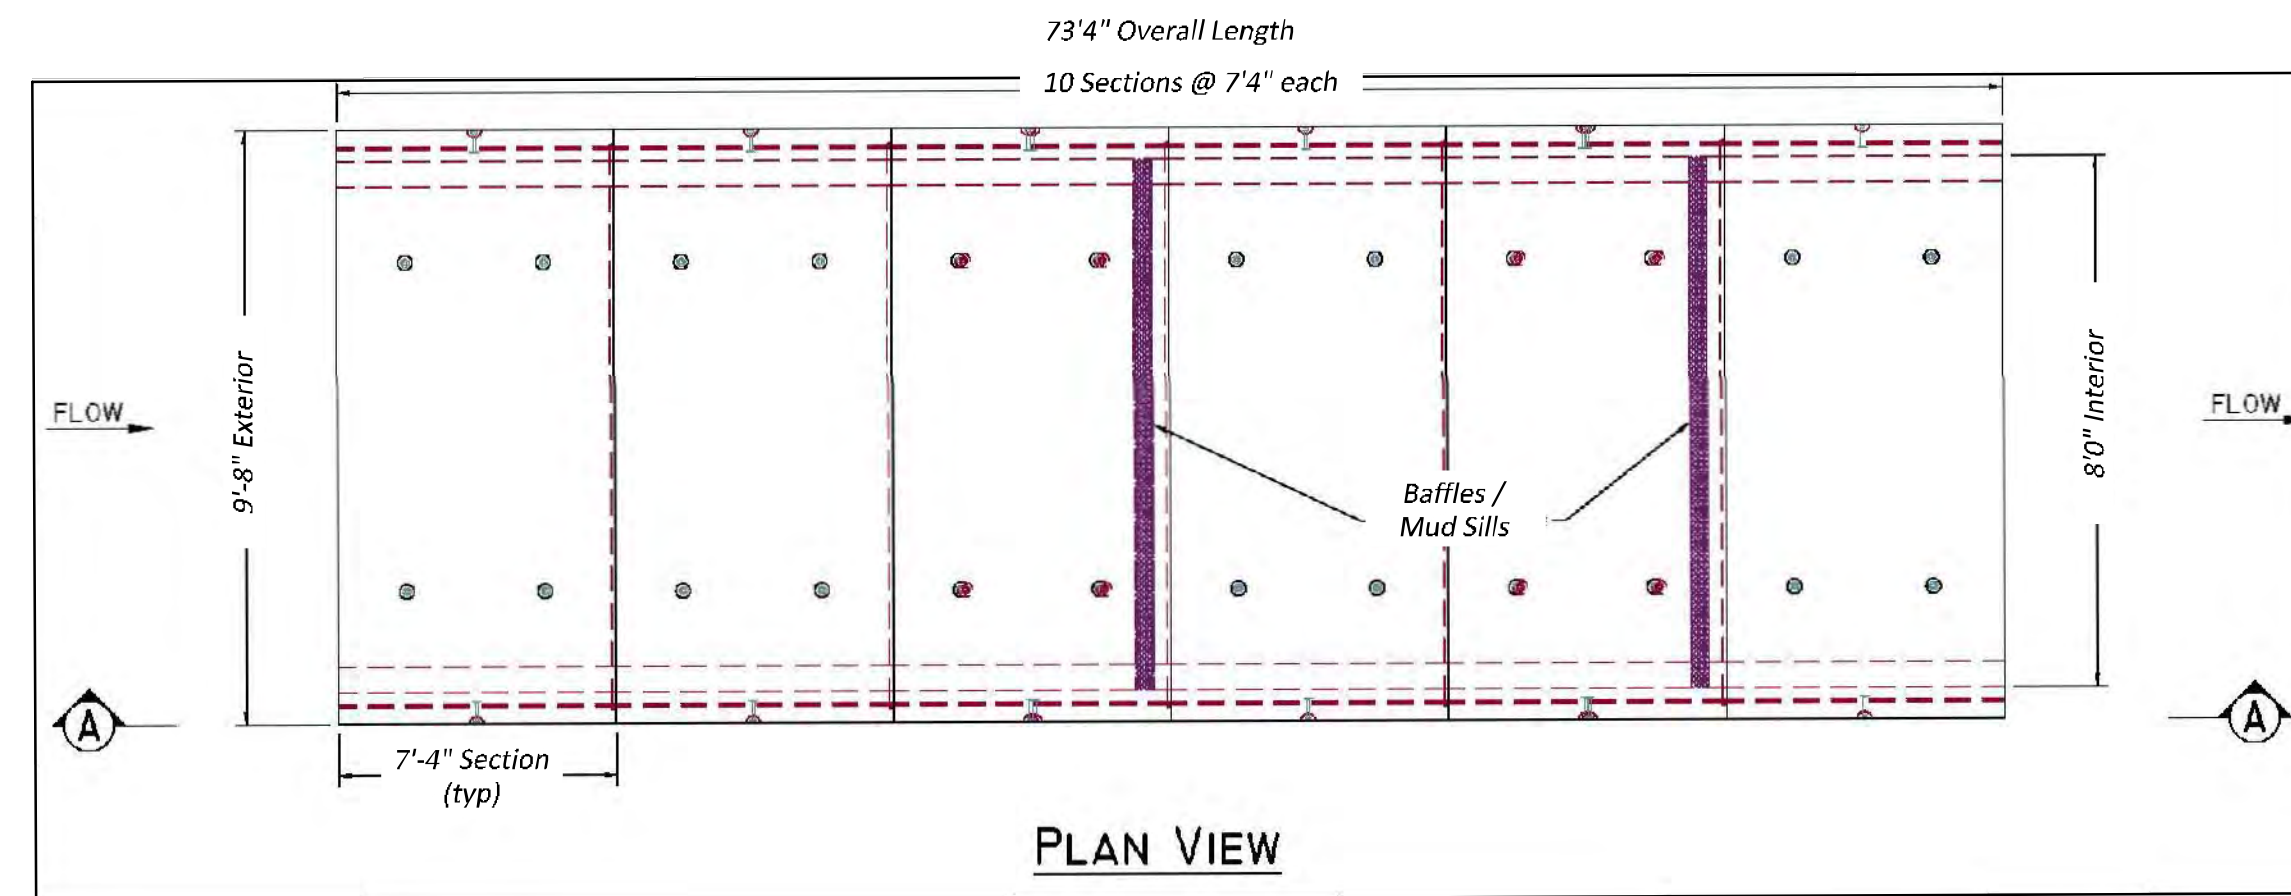 73'4" Overall Length
10 Sections @ 7'4" each
FLOW
9'-8" Exterior
8'0" Interior
FLOW
Baffles /
Mud Sills
A
A
7'-4" Section
(typ)
PLAN VIEW